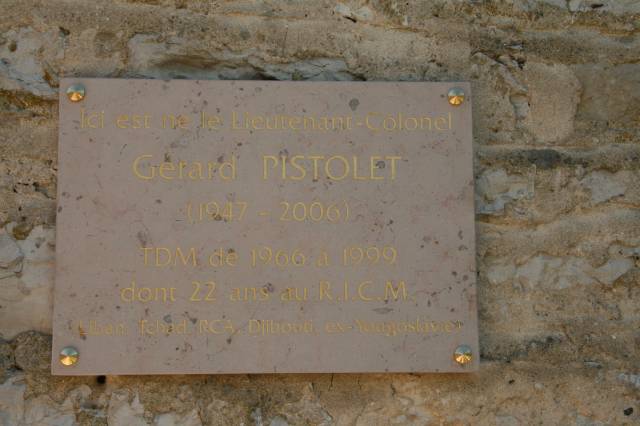 Ici est né le Lieutenant-Colonel
Gérard PISTOLET
(1947 - 2006)
TDM de 1966 à 1999
dont 22 ans au R.I.C.M.
(Liban, Tchad, RCA, Djibouti, ex-Yougoslavie)